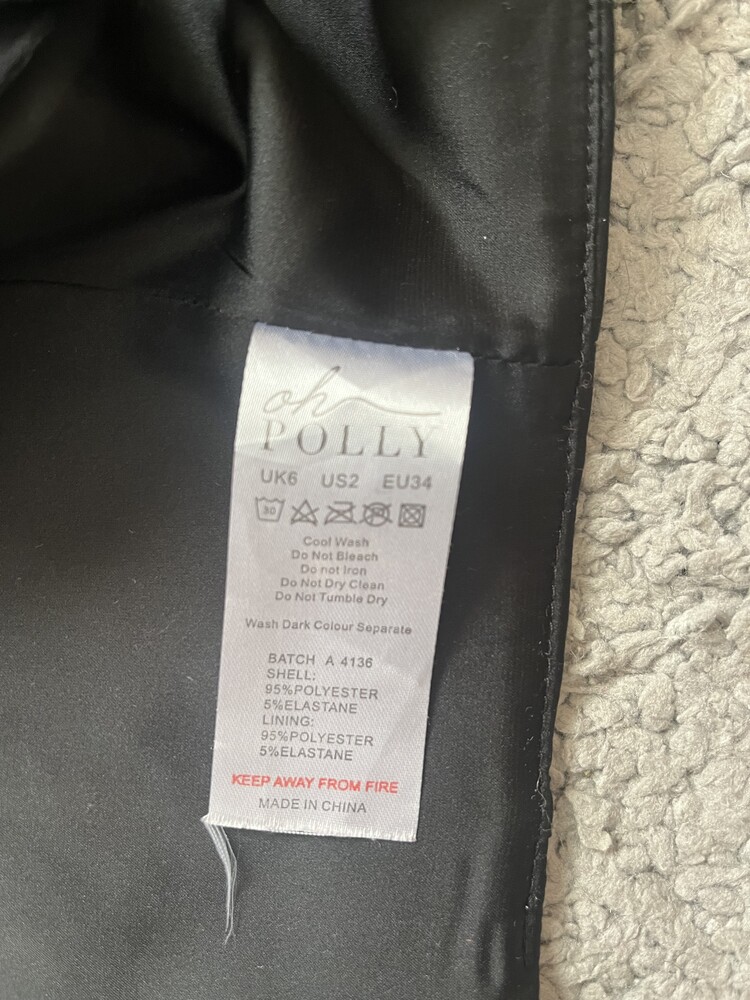 oh
POLLY
UK6 US2 EU34
30
Cool Wash
Do Not Bleach
Do not Iron
Do Not Dry Clean
Do Not Tumble Dry
Wash Dark Colour Separate
BATCH A 4136
SHELL:
95%POLYESTER
5%ELASTANE
LINING:
95%POLYESTER
5%ELASTANE
KEEP AWAY FROM FIRE
MADE IN CHINA